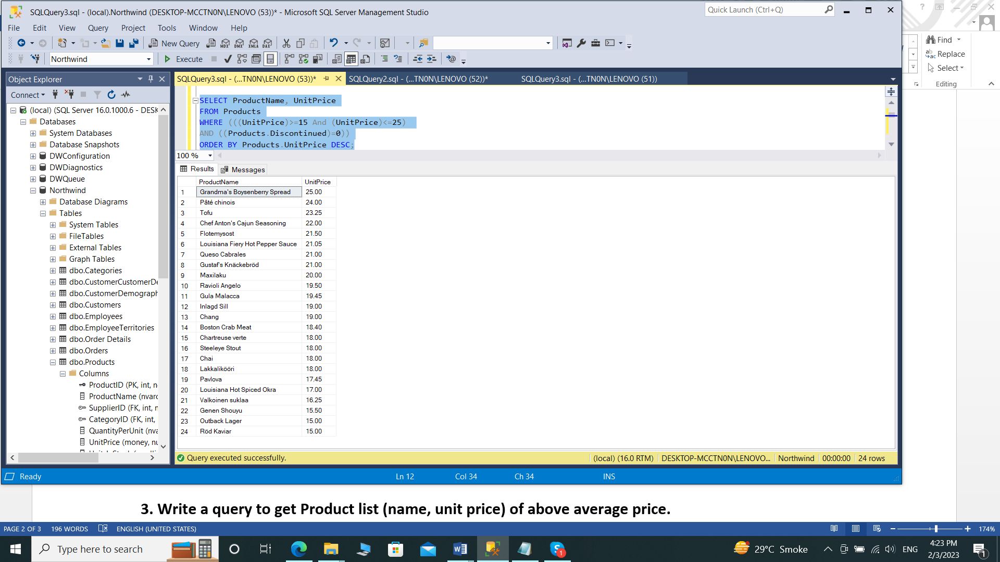 SQLQuery3.sql - (local).Northwind (DESKTOP-MCCTN0N\LENOVO (53))* - Microsoft SQL Server Management Studio
Quick Launch (Ctrl+Q)
File Edit View Query Project Tools Window Help
New Query
MDX DMX XMLA DAX
Northwind
Execute
Find
Replace
Select
Editing
Object Explorer
Connect
(local) (SQL Server 16.0.1000.6 - DESK
Databases
System Databases
Database Snapshots
DWConfiguration
DWDiagnostics
DWQueue
Northwind
Database Diagrams
Tables
System Tables
FileTables
External Tables
Graph Tables
dbo.Categories
dbo.CustomerCustomerDe
dbo.CustomerDemograph
dbo.Customers
dbo.Employees
dbo.EmployeeTerritories
dbo.Order Details
dbo.Orders
dbo.Products
Columns
ProductID (PK, int, n
ProductName (nvarc
SupplierID (FK, int, n
CategoryID (FK, int,
QuantityPerUnit (nva
UnitPrice (money, nu
SQLQuery3.sql - (...TN0N\LENOVO (53))*
SQLQuery2.sql - (...TN0N\LENOVO (52))*
SQLQuery3.sql - (...TN0N\LENOVO (51))
SELECT ProductName, UnitPrice
FROM Products
WHERE (((UnitPrice)>=15 And (UnitPrice)<=25)
AND ((Products.Discontinued)=0))
ORDER BY Products.UnitPrice DESC;
100 %
Results Messages
ProductName UnitPrice
1 Grandma's Boysenberry Spread 25.00
2 Pâté chinois 24.00
3 Tofu 23.25
4 Chef Anton's Cajun Seasoning 22.00
5 Flotemysost 21.50
6 Louisiana Fiery Hot Pepper Sauce 21.05
7 Queso Cabrales 21.00
8 Gustaf's Knäckebröd 21.00
9 Maxilaku 20.00
10 Ravioli Angelo 19.50
11 Gula Malacca 19.45
12 Inlagd Sill 19.00
13 Chang 19.00
14 Boston Crab Meat 18.40
15 Chartreuse verte 18.00
16 Steeleye Stout 18.00
17 Chai 18.00
18 Lakkalikööri 18.00
19 Pavlova 17.45
20 Louisiana Hot Spiced Okra 17.00
21 Valkoinen suklaa 16.25
22 Genen Shouyu 15.50
23 Outback Lager 15.00
24 Röd Kaviar 15.00
Query executed successfully.
(local) (16.0 RTM) DESKTOP-MCCTN0N\LENOVO... Northwind 00:00:00 24 rows
Ready Ln 12 Col 34 Ch 34 INS
3. Write a query to get Product list (name, unit price) of above average price.
PAGE 2 OF 3 196 WORDS ENGLISH (UNITED STATES) 174%
Type here to search
1
29°C Smoke
ENG
4:23 PM
2/3/2023
1